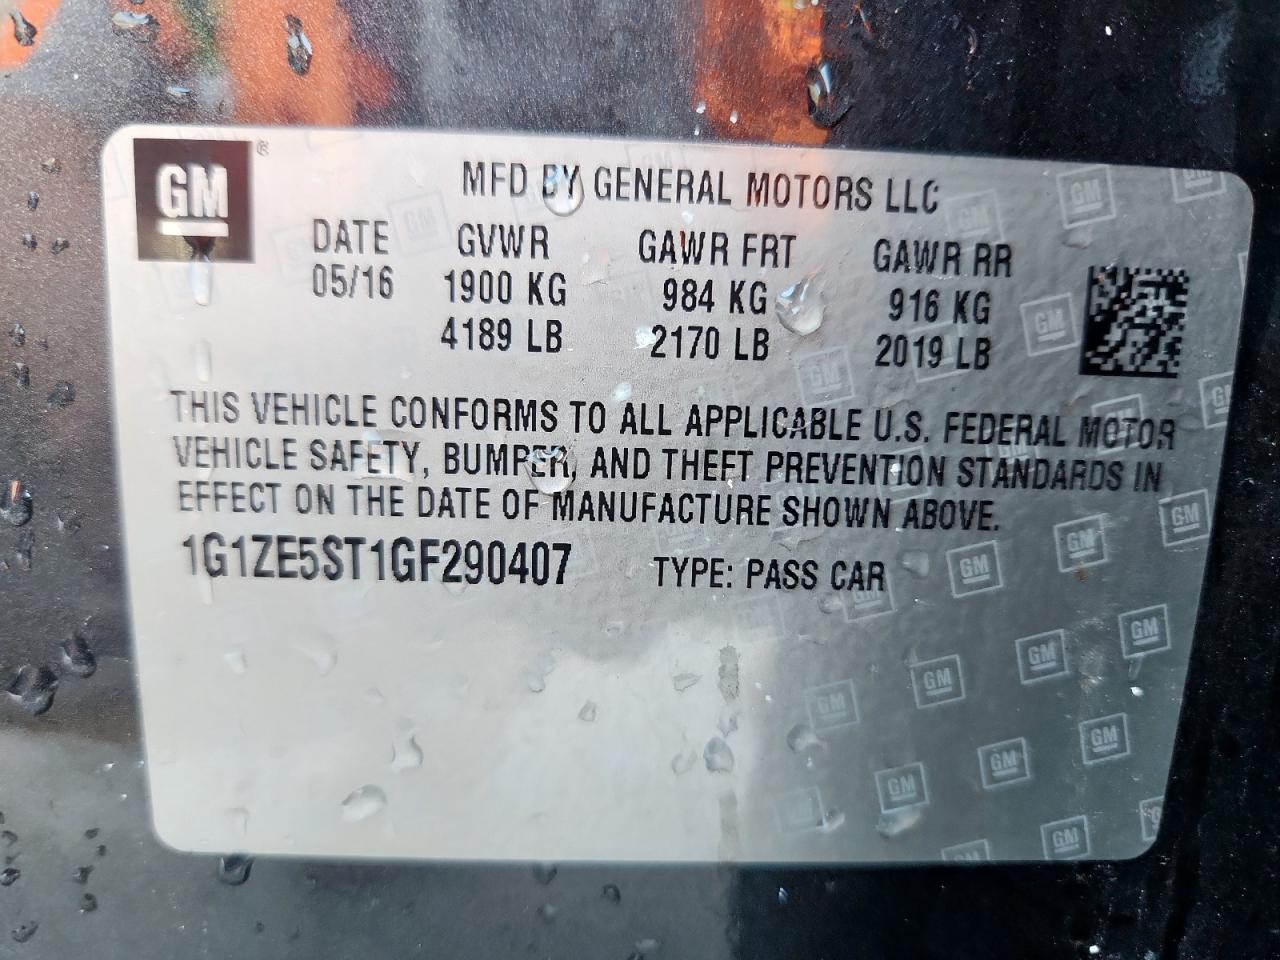 GM ®
MFD BY GENERAL MOTORS LLC
DATE GVWR GAWR FRT GAWR RR
05/16 1900 KG 984 KG 916 KG
4189 LB 2170 LB 2019 LB
THIS VEHICLE CONFORMS TO ALL APPLICABLE U.S. FEDERAL MOTOR
VEHICLE SAFETY, BUMPER, AND THEFT PREVENTION STANDARDS IN
EFFECT ON THE DATE OF MANUFACTURE SHOWN ABOVE.
1G1ZE5ST1GF290407 TYPE: PASS CAR